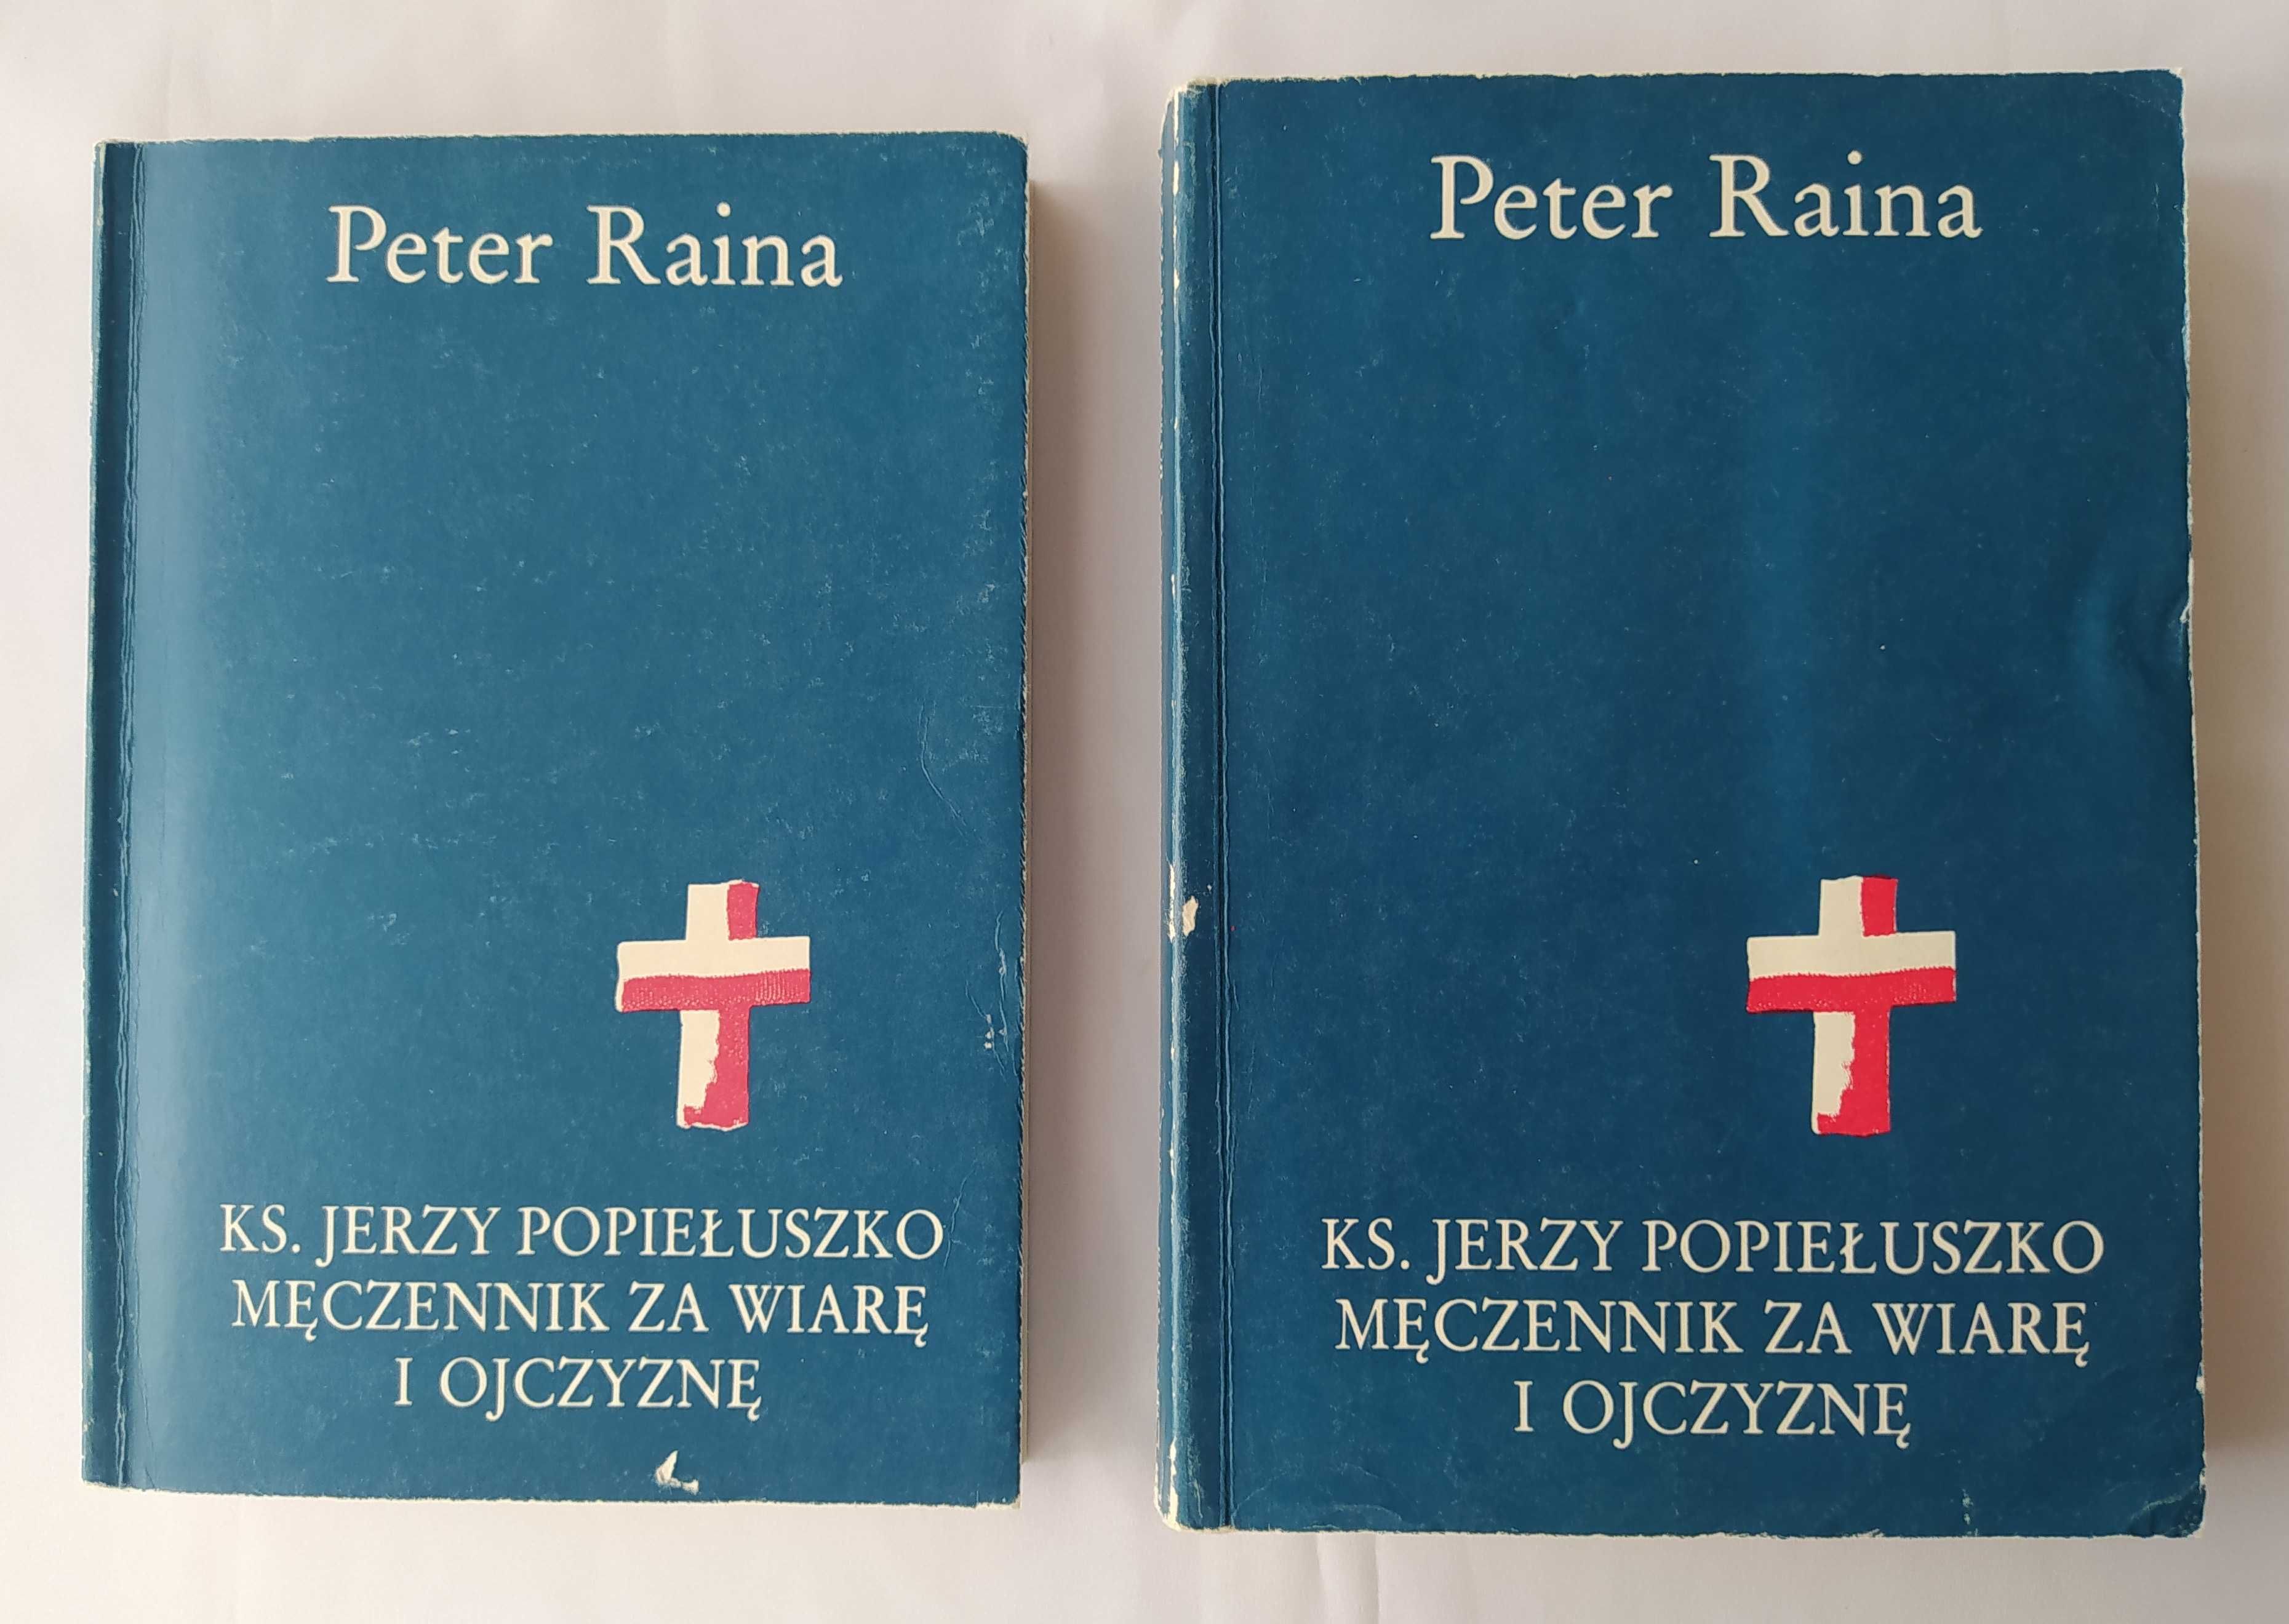 Peter Raina
KS. JERZY POPIEŁUSZKO
MĘCZENNIK ZA WIARĘ
I OJCZYZNĘ
Peter Raina
KS. JERZY POPIEŁUSZKO
MĘCZENNIK ZA WIARĘ
I OJCZYZNĘ